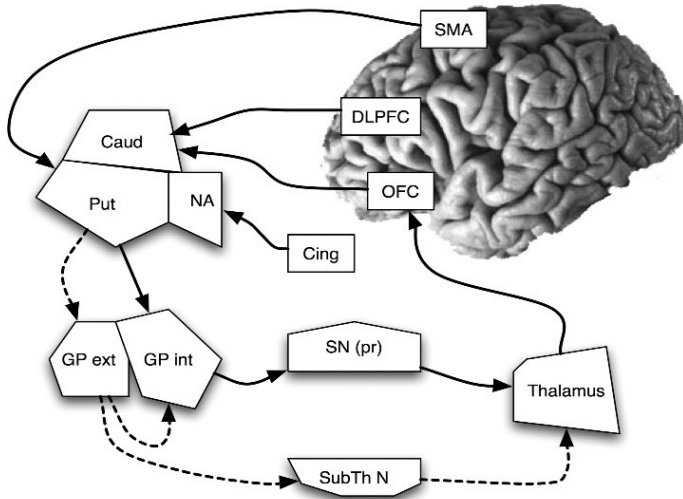 SMA
DLPFC
Caud
OFC
Put
NA
Cing
GP ext
GP int
SN (pr)
Thalamus
SubTh N